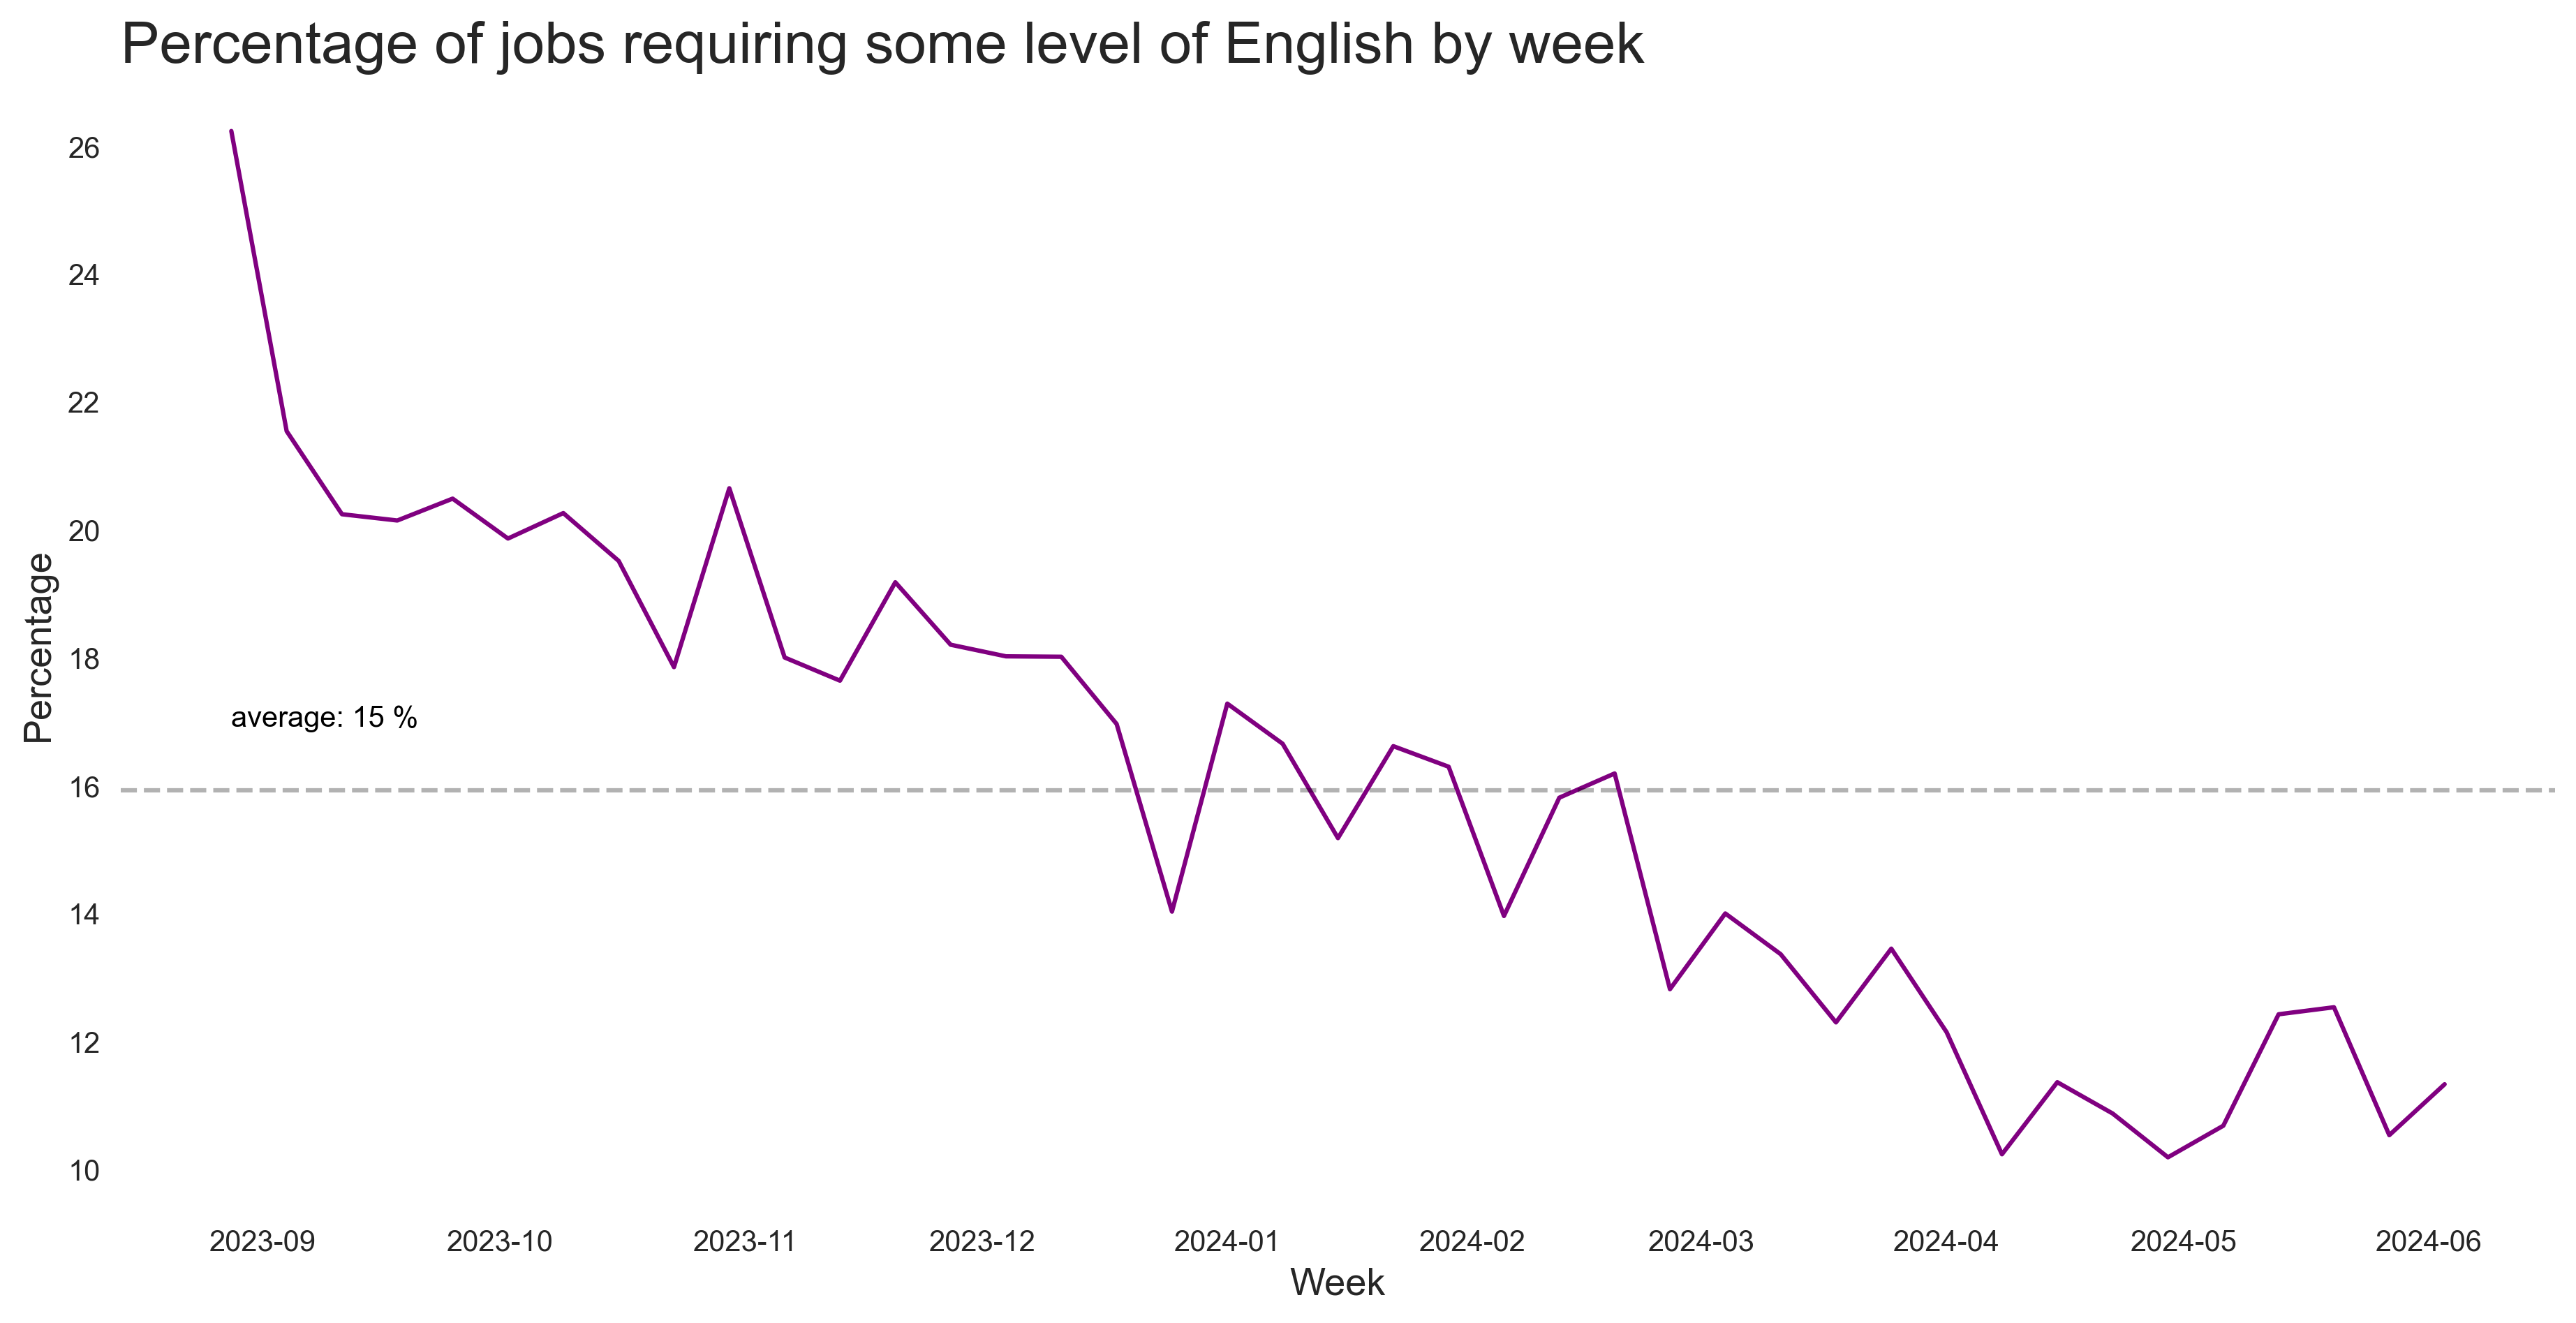 Percentage of jobs requiring some level of English by week
26
24
22
20
18
16
14
12
10
Percentage
average: 15 %
2023-09 2023-10 2023-11 2023-12 2024-01 2024-02 2024-03 2024-04 2024-05 2024-06
Week